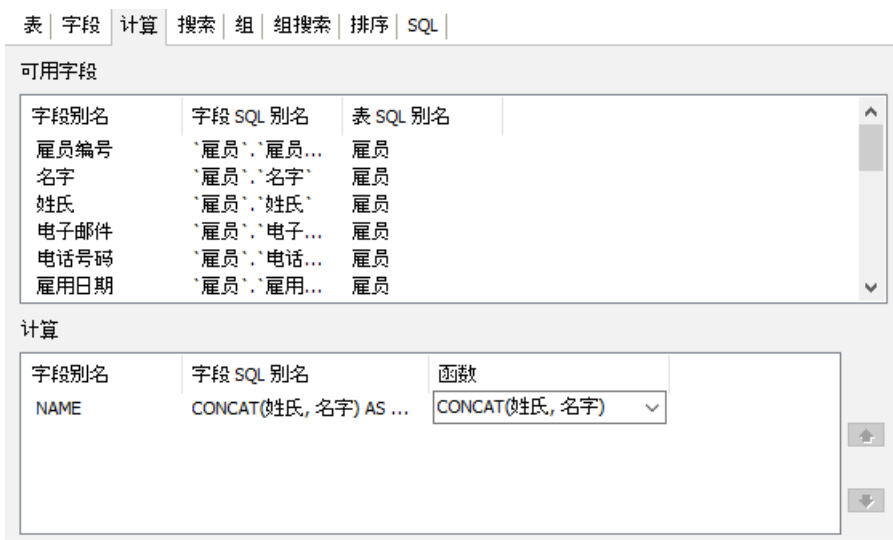 表 字段 计算 搜索 组 组搜索 排序 SQL
可用字段
字段别名 字段 SQL 别名 表 SQL 别名
雇员编号 `雇员`.`雇员... 雇员
名字 `雇员`.`名字` 雇员
姓氏 `雇员`.`姓氏` 雇员
电子邮件 `雇员`.`电子... 雇员
电话号码 `雇员`.`电话... 雇员
雇用日期 `雇员`.`雇用... 雇员
计算
字段别名 字段 SQL 别名 函数
NAME CONCAT(姓氏, 名字) AS ... CONCAT(姓氏, 名字)